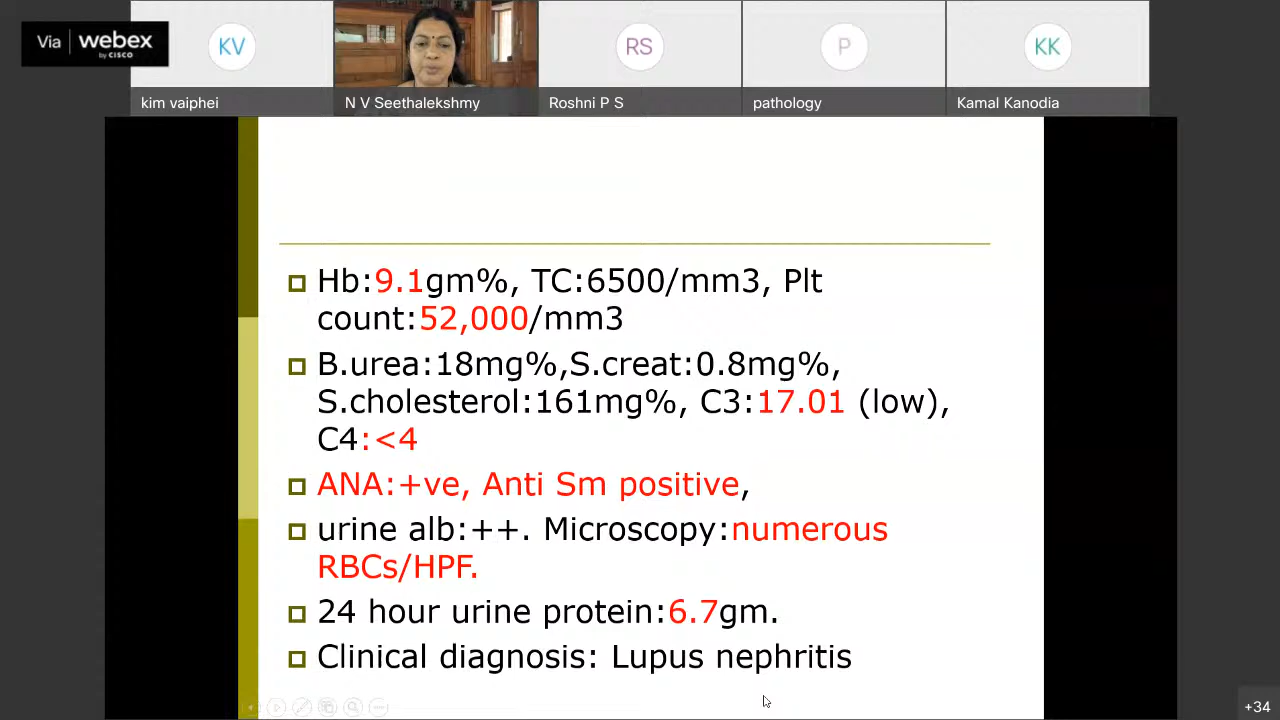 Via webex
by CISCO
KV
RS
P
KK
kim vaiphei
N V Seethalekshmy
Roshni P S
pathology
Kamal Kanodia
Hb:9.1gm%, TC:6500/mm3, Plt
count:52,000/mm3
B.urea:18mg%,S.creat:0.8mg%,
S.cholesterol:161mg%, C3:17.01 (low),
C4:<4
ANA:+ve, Anti Sm positive,
urine alb:++. Microscopy:numerous
RBCs/HPF.
24 hour urine protein:6.7gm.
Clinical diagnosis: Lupus nephritis
+34